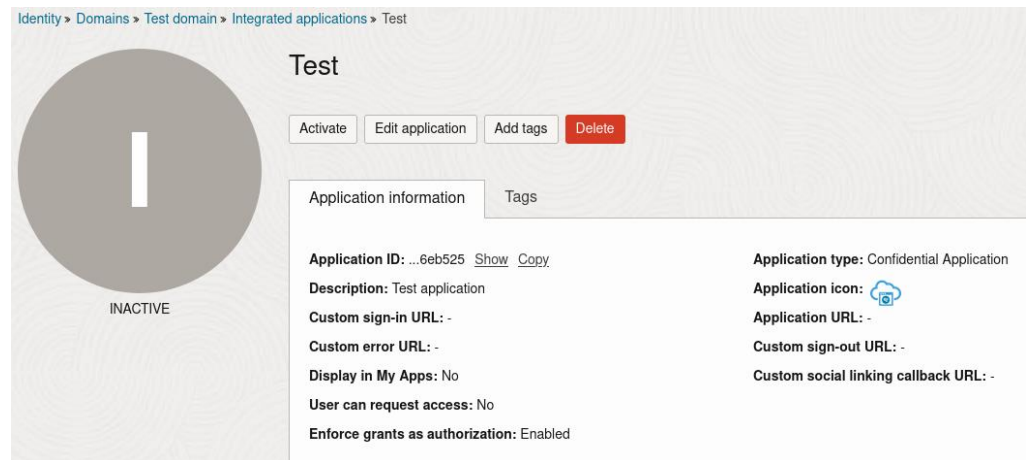 Identity » Domains » Test domain » Integrated applications » Test
Test
Activate Edit application Add tags Delete
I
INACTIVE
Application information Tags
Application ID: ...6eb525 Show Copy
Description: Test application
Custom sign-in URL: -
Custom error URL: -
Display in My Apps: No
User can request access: No
Enforce grants as authorization: Enabled
Application type: Confidential Application
Application icon:
Application URL: -
Custom sign-out URL: -
Custom social linking callback URL: -